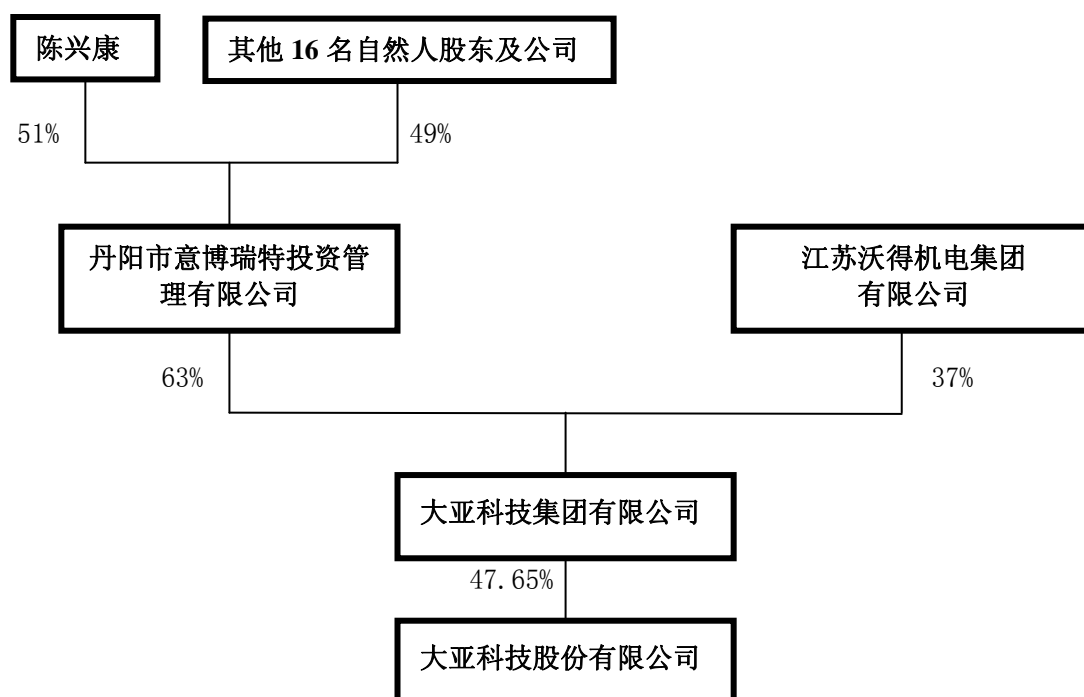 陈兴康
其他 16 名自然人股东及公司
51%
49%
丹阳市意博瑞特投资管
理有限公司
江苏沃得机电集团
有限公司
63%
37%
大亚科技集团有限公司
47.65%
大亚科技股份有限公司